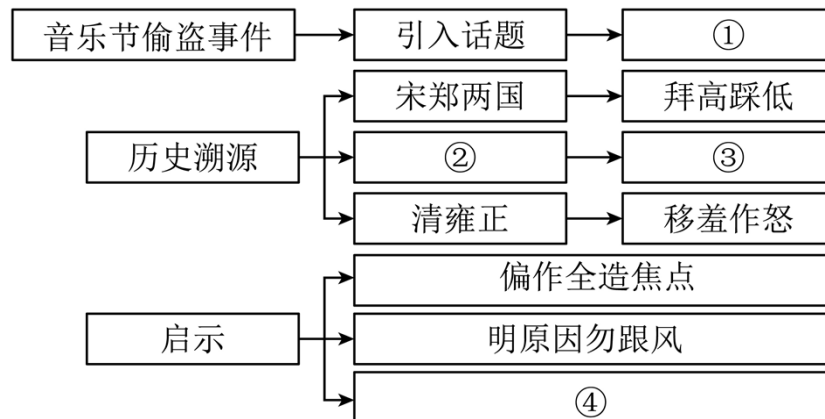 音乐节偷盗事件 引入话题 ①
宋郑两国 拜高踩低
历史溯源 ② ③
清雍正 移羞作怒
偏作全造焦点
启示 明原因勿跟风
④